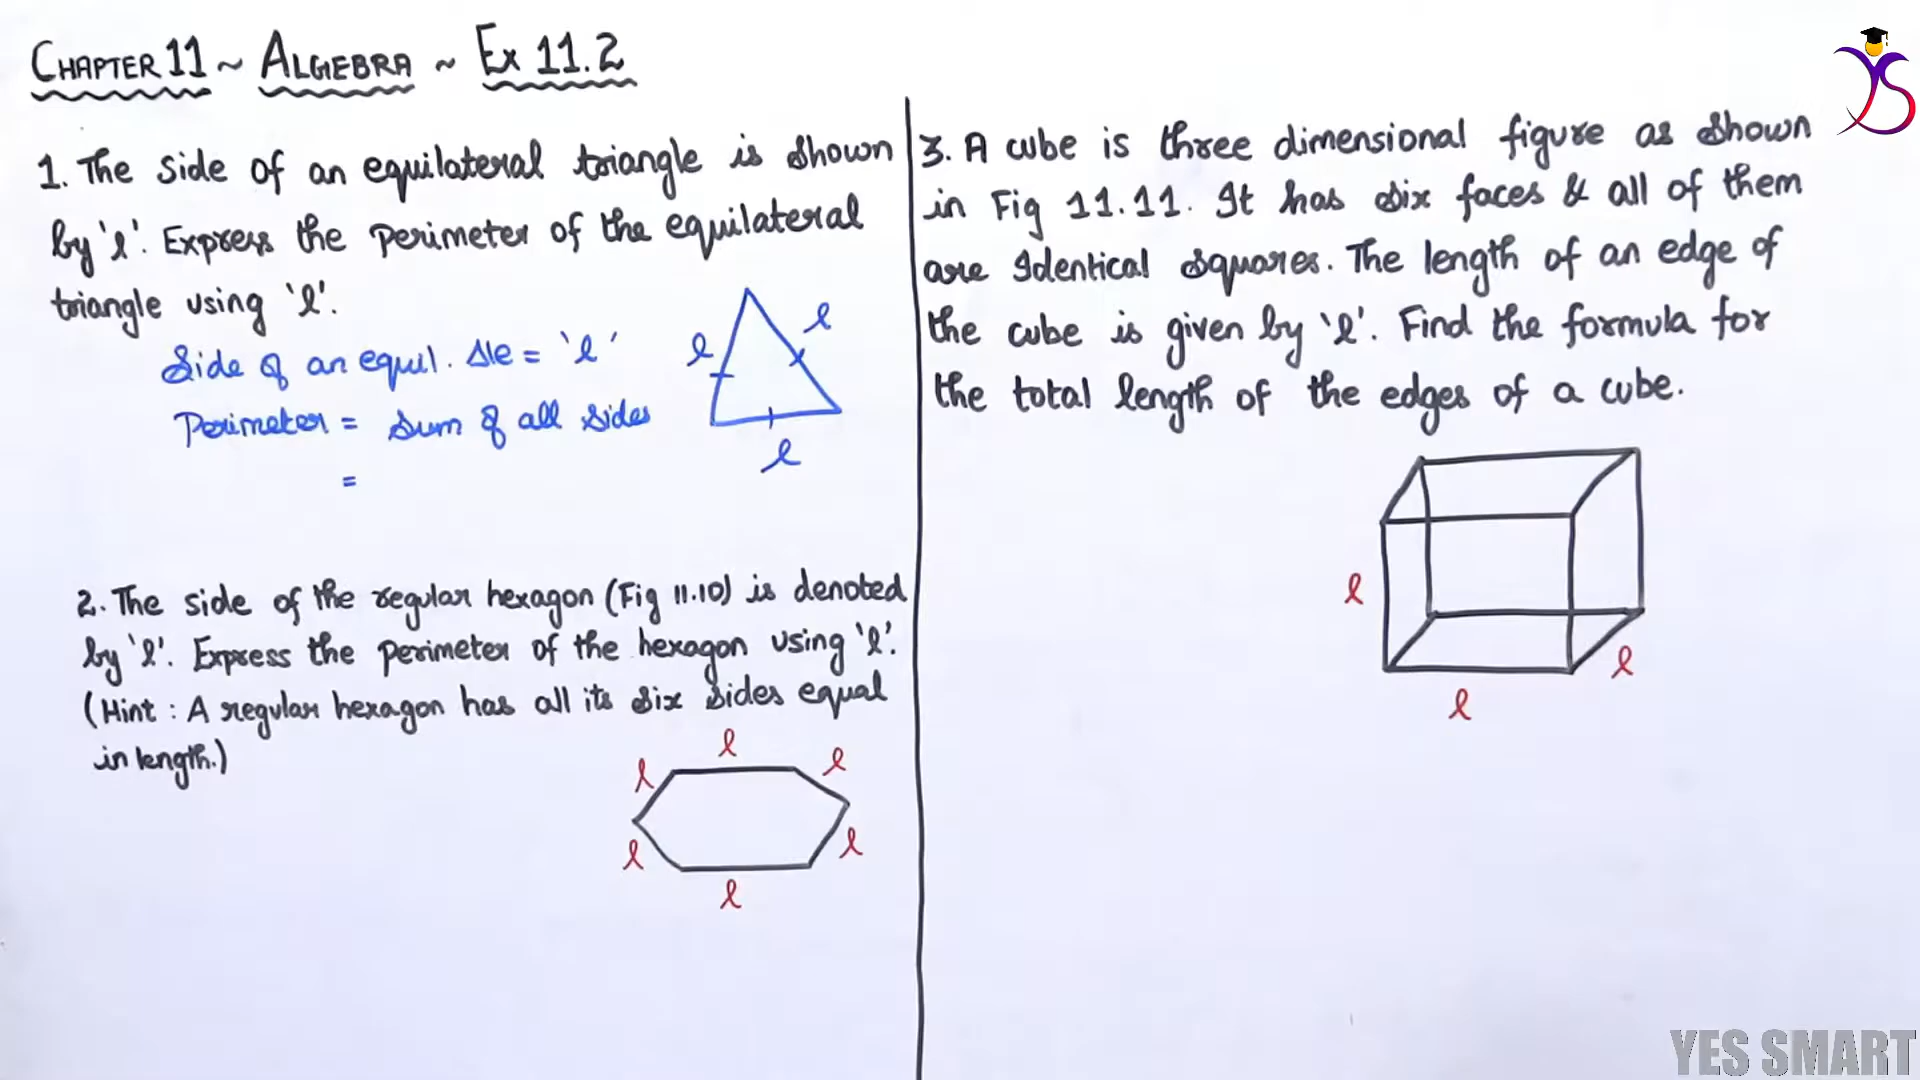 CHAPTER 11 ~ ALGEBRA ~ Ex 11.2
1. The side of an equilateral triangle is shown
by 'l'. Express the perimeter of the equilateral
triangle using 'l'.
Side of an equil. Δle = 'l'
Perimeter = Sum of all sides
=
l
l
l
2. The side of the regular hexagon (Fig 11.10) is denoted
by 'l'. Express the perimeter of the hexagon using 'l'.
(Hint : A regular hexagon has all its six sides equal
in length.)
l
l
l
l
l
l
3. A cube is three dimensional figure as shown
in Fig 11.11. It has six faces & all of them
are Identical squares. The length of an edge of
the cube is given by 'l'. Find the formula for
the total length of the edges of a cube.
l
l
l
YS
YES SMART